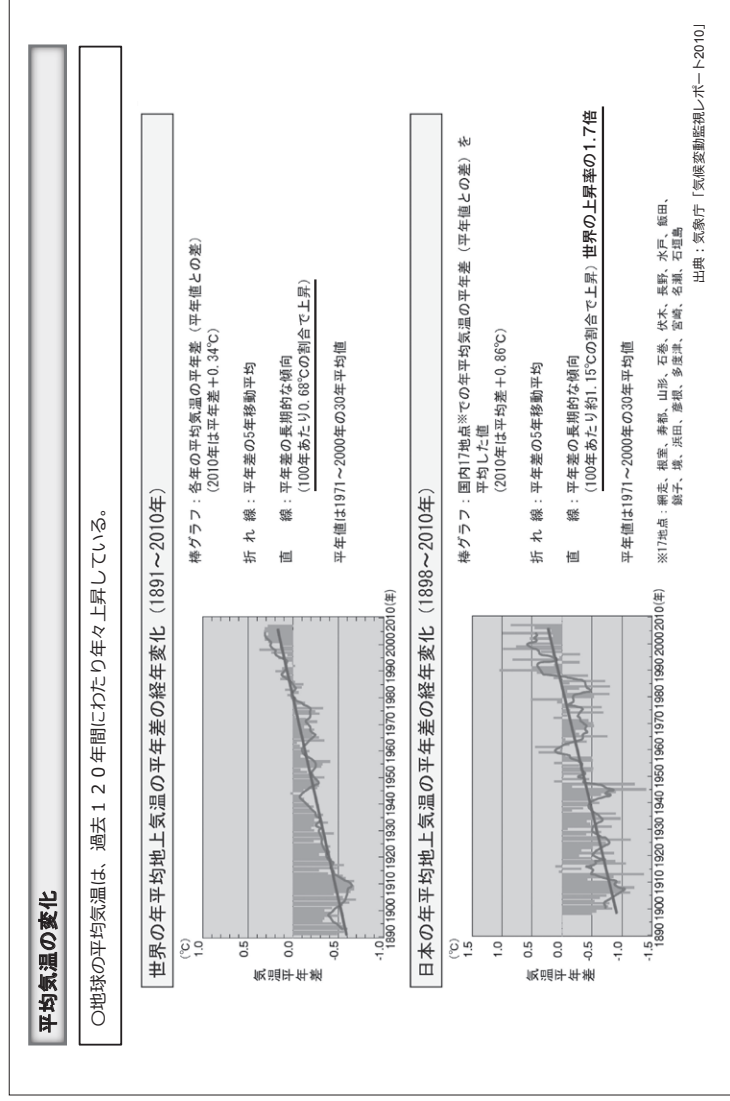 平均気温の変化
○地球の平均気温は、過去120年間にわたり年々上昇している。
世界の年平均地上気温の平年差の経年変化（1891～2010年）
(℃)
1.0
0.5
0.0
-0.5
-1.0
気温平年差
1890 1900 1910 1920 1930 1940 1950 1960 1970 1980 1990 2000 2010(年)
棒グラフ：各年の平均気温の平年差（平年値との差）
（2010年は平年差＋0.34℃）
折れ線：平年差の5年移動平均
直　線：平年差の長期的な傾向
（100年あたり0.68℃の割合で上昇）
平年値は1971～2000年の30年平均値
日本の年平均地上気温の平年差の経年変化（1898～2010年）
(℃)
1.5
1.0
0.5
0.0
-0.5
-1.0
-1.5
気温平年差
1890 1900 1910 1920 1930 1940 1950 1960 1970 1980 1990 2000 2010(年)
棒グラフ：国内17地点※での年平均気温の平年差（平年値との差）を
平均した値
（2010年は平均差＋0.86℃）
折れ線：平年差の5年移動平均
直　線：平年差の長期的な傾向
（100年あたり約1.15℃の割合で上昇）世界の上昇率の1.7倍
平年値は1971～2000年の30年平均値
※17地点：網走、根室、寿都、山形、石巻、伏木、長野、水戸、飯田、
銚子、境、浜田、彦根、多度津、宮崎、名瀬、石垣島
出典：気象庁「気候変動監視レポート2010」